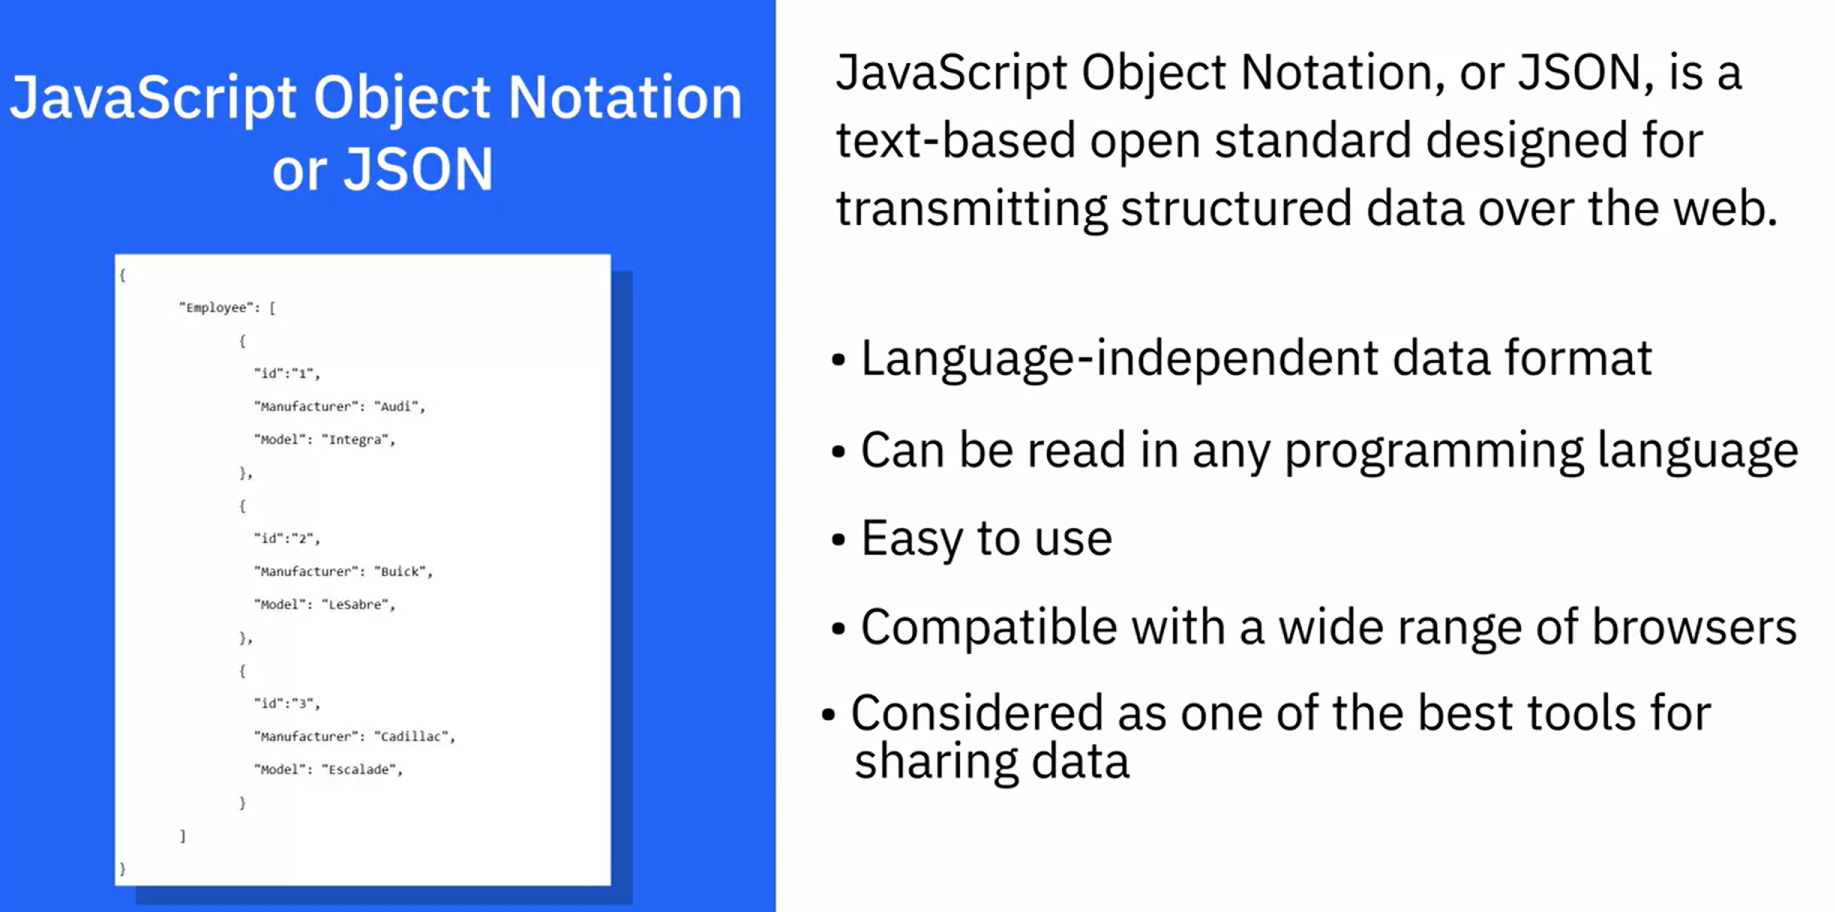 JavaScript Object Notation
or JSON
{
"Employee": [
{
"id":"1",
"Manufacturer": "Audi",
"Model": "Integra",
},
{
"id":"2",
"Manufacturer": "Buick",
"Model": "LeSabre",
},
{
"id":"3",
"Manufacturer": "Cadillac",
"Model": "Escalade",
}
]
}
JavaScript Object Notation, or JSON, is a
text-based open standard designed for
transmitting structured data over the web.
• Language-independent data format
• Can be read in any programming language
• Easy to use
• Compatible with a wide range of browsers
• Considered as one of the best tools for
sharing data